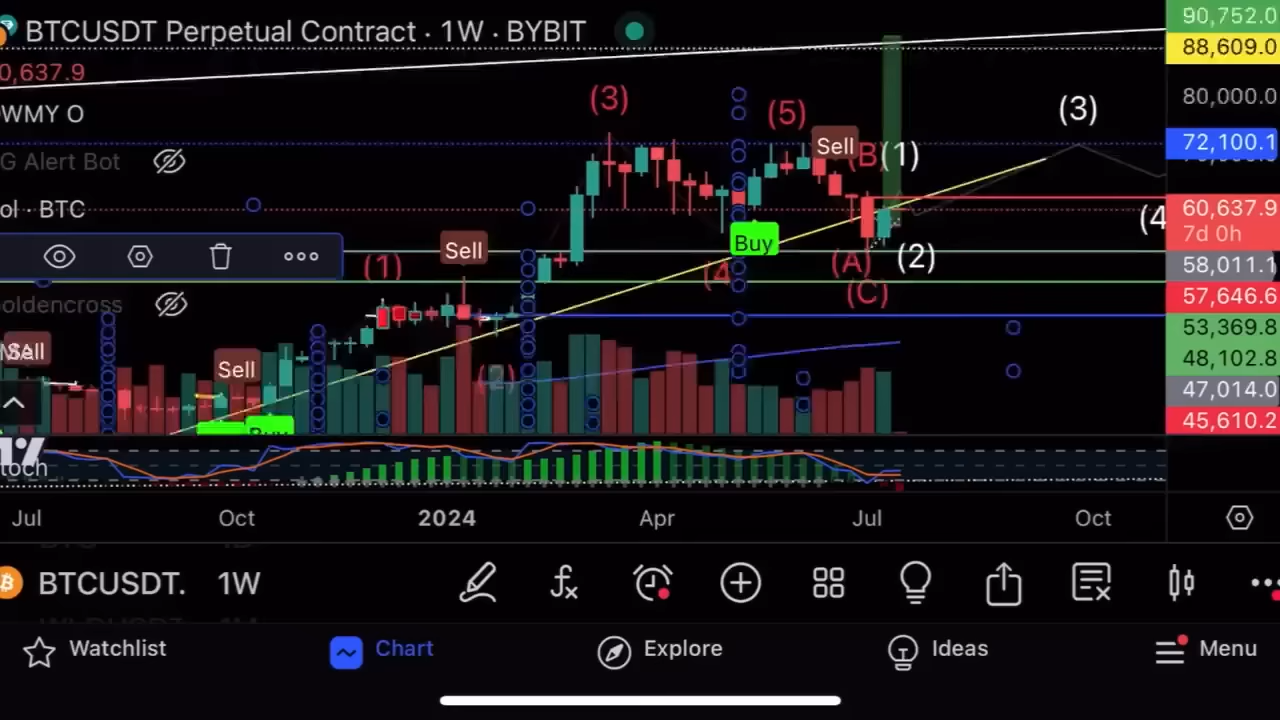 BTCUSDT Perpetual Contract · 1W · BYBIT
90,752.0
88,609.0
0,637.9
80,000.0
WMY O
(3)
(5)
(3)
72,100.1
G Alert Bot
Sell
(B
(1)
ol · BTC
60,637.9
7d 0h
(4
Sell
Buy
(1)
(4
(A)
(2)
58,011.1
(C)
57,646.6
oldencross
53,369.8
Sell
48,102.8
(2)
47,014.0
45,610.2
Buy
toch
Jul
Oct
2024
Apr
Jul
Oct
BTCUSDT. 1W
Watchlist
Chart
Explore
Ideas
Menu